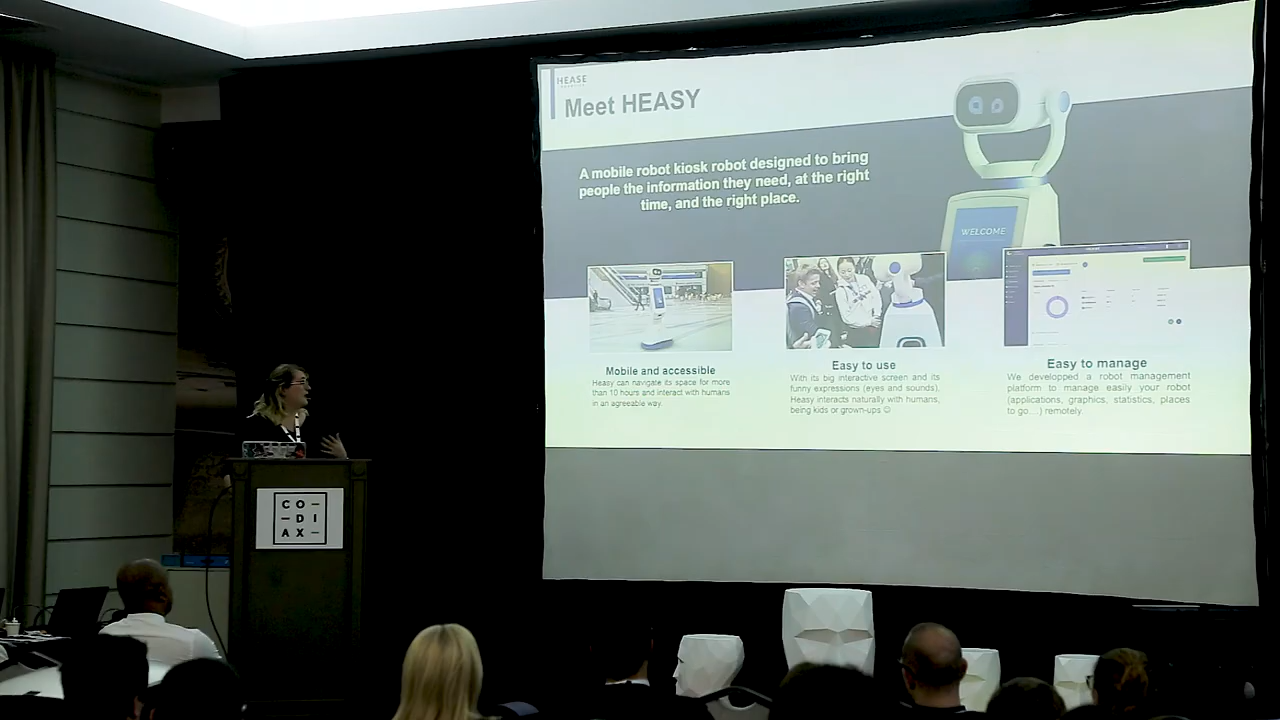 HEASE
Meet HEASY
A mobile robot kiosk robot designed to bring
people the information they need, at the right
time, and the right place.
WELCOME
Mobile and accessible
Heasy can navigate its space for more
than 10 hours and interact with humans
in an agreeable way.
Easy to use
With its big interactive screen and its
funny expressions (eyes and sounds),
Heasy interacts naturally with humans,
being kids or grown-ups ☺
Easy to manage
We developped a robot management
platform to manage easily your robot
(applications, graphics, statistics, places
to go…) remotely.
CO–
–DI
AX–